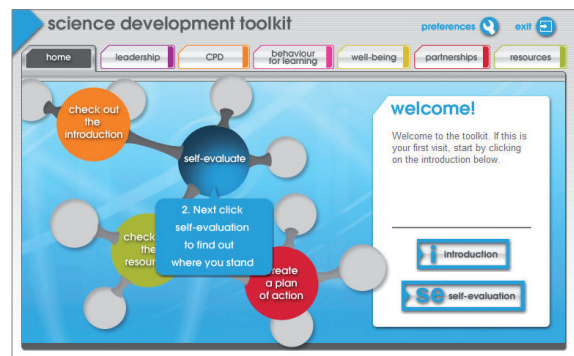 science development toolkit
preferences
exit
home
leadership
CPD
behaviour
for learning
well-being
partnerships
resources
check out
the
introduction
self-evaluate
2. Next click
self-evaluation
to find out
where you stand
check
the
resour
reate
a plan
of action
welcome!
Welcome to the toolkit. If this is
your first visit, start by clicking
on the introduction below.
i introduction
se self-evaluation